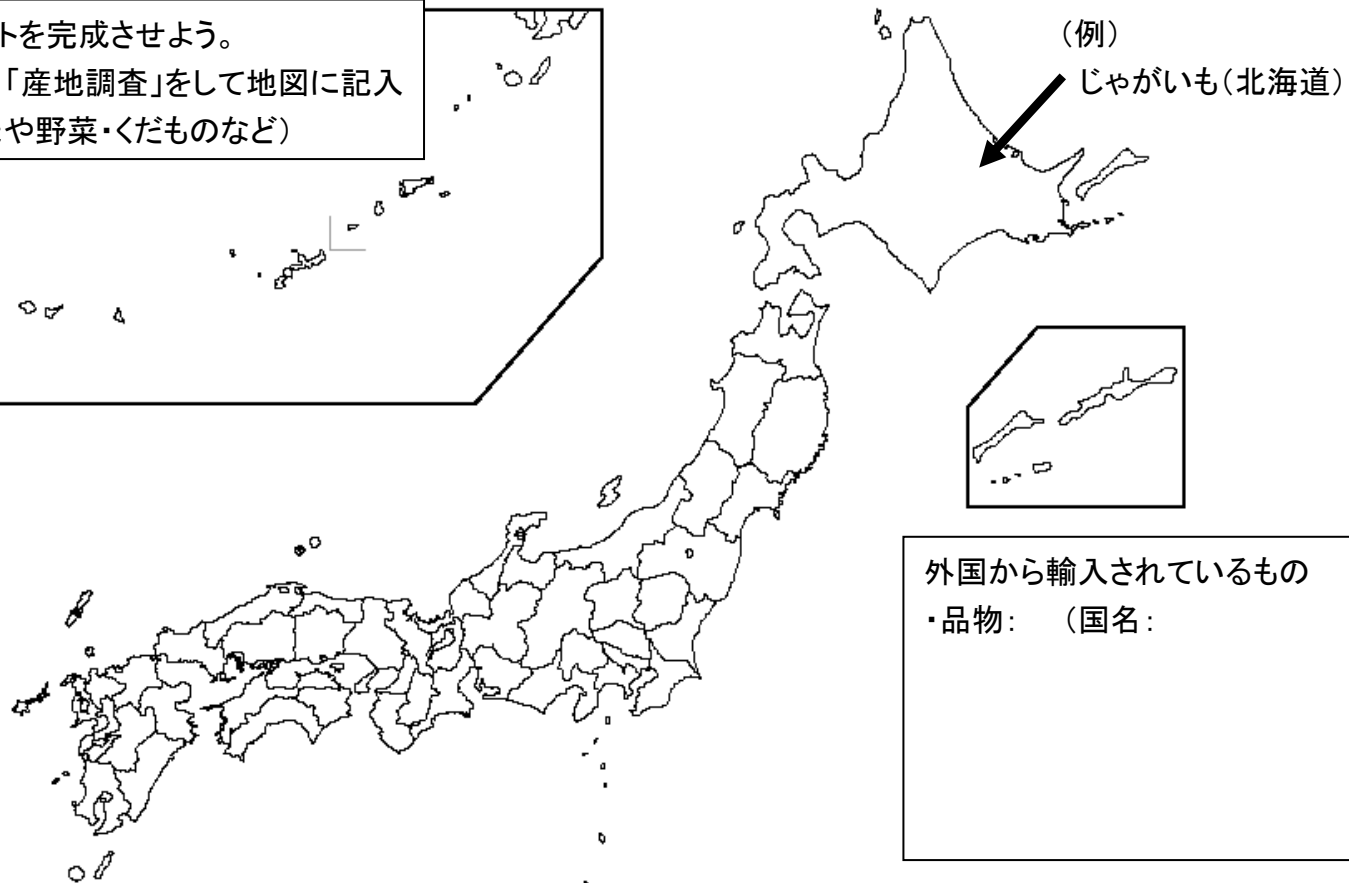 トを完成させよう。
「産地調査」をして地図に記入
や野菜・くだものなど）
（例）
じゃがいも（北海道）
外国から輸入されているもの
・品物：　（国名：